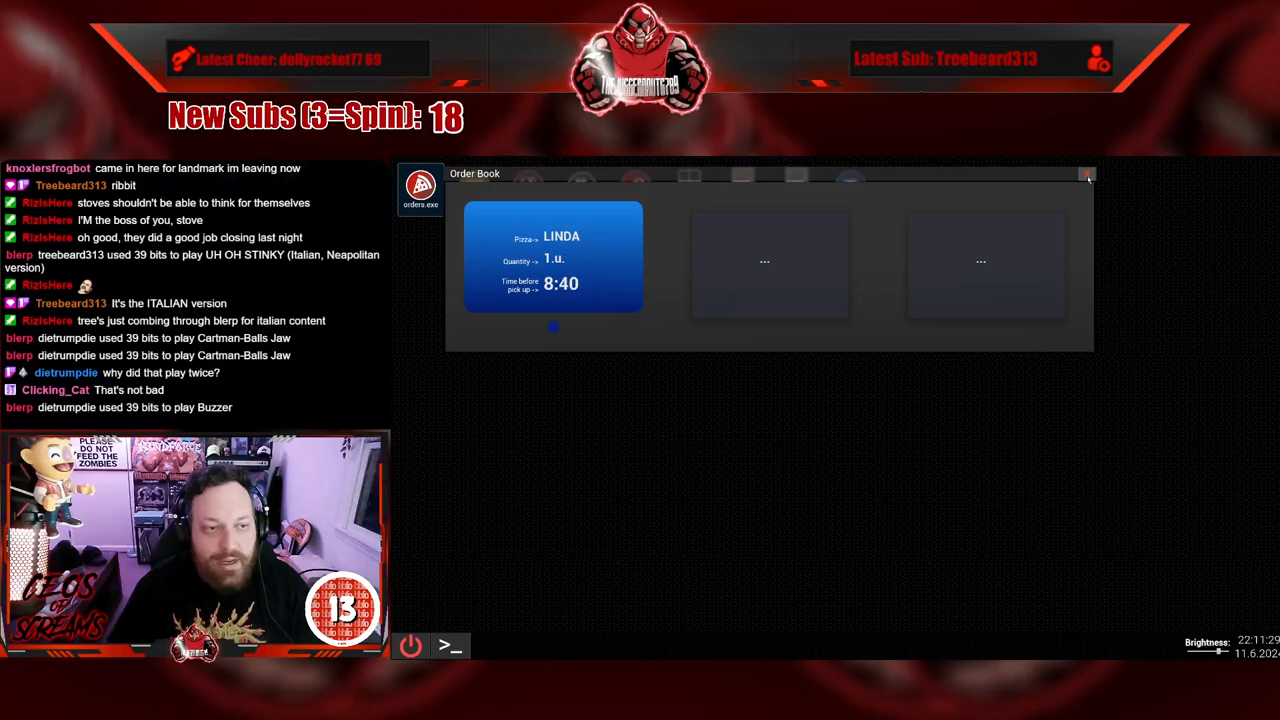 Latest Cheer: dollyrocket77 69
THEJUGGERNAUT6789
Latest Sub: Treebeard313
New Subs (3=Spin): 18
knoxlersfrogbot came in here for landmark im leaving now
Treebeard313 ribbit
RizIsHere stoves shouldn't be able to think for themselves
RizIsHere I'M the boss of you, stove
RizIsHere oh good, they did a good job closing last night
blerp treebeard313 used 39 bits to play UH OH STINKY (Italian, Neapolitan
version)
RizIsHere
Treebeard313 It's the ITALIAN version
RizIsHere tree's just combing through blerp for italian content
blerp dietrumpdie used 39 bits to play Cartman-Balls Jaw
blerp dietrumpdie used 39 bits to play Cartman-Balls Jaw
dietrumpdie why did that play twice?
Clicking_Cat That's not bad
blerp dietrumpdie used 39 bits to play Buzzer
orders.exe
Order Book
X
Pizza-> LINDA
Quantity -> 1.u.
Time before
pick up -> 8:40
...
...
PLEASE
DO NOT
FEED THE
ZOMBIES
CEO'S
OF
SCREAMS
13
>_
Brightness:
22:11:29
11.6.2024